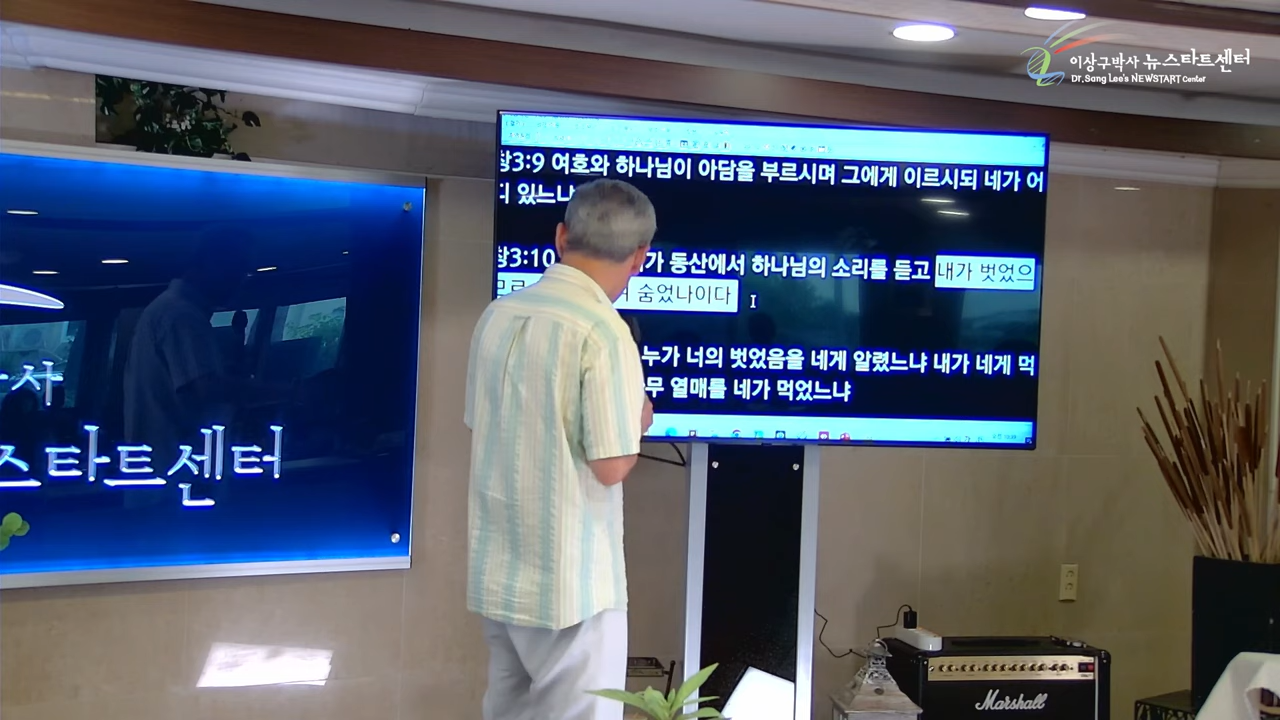 이상구박사 뉴스타트센터
Dr. Sang Lee's NEWSTART Center
창3:9 여호와 하나님이 아담을 부르시며 그에게 이르시되 네가 어
디 있느냐
창3:10 동산에서 하나님의 소리를 듣고 내가 벗었으
숨었나이다
누가 너의 벗었음을 네게 알렸느냐 내가 네게 먹
열매를 네가 먹었느냐
스타트센터
Marshall